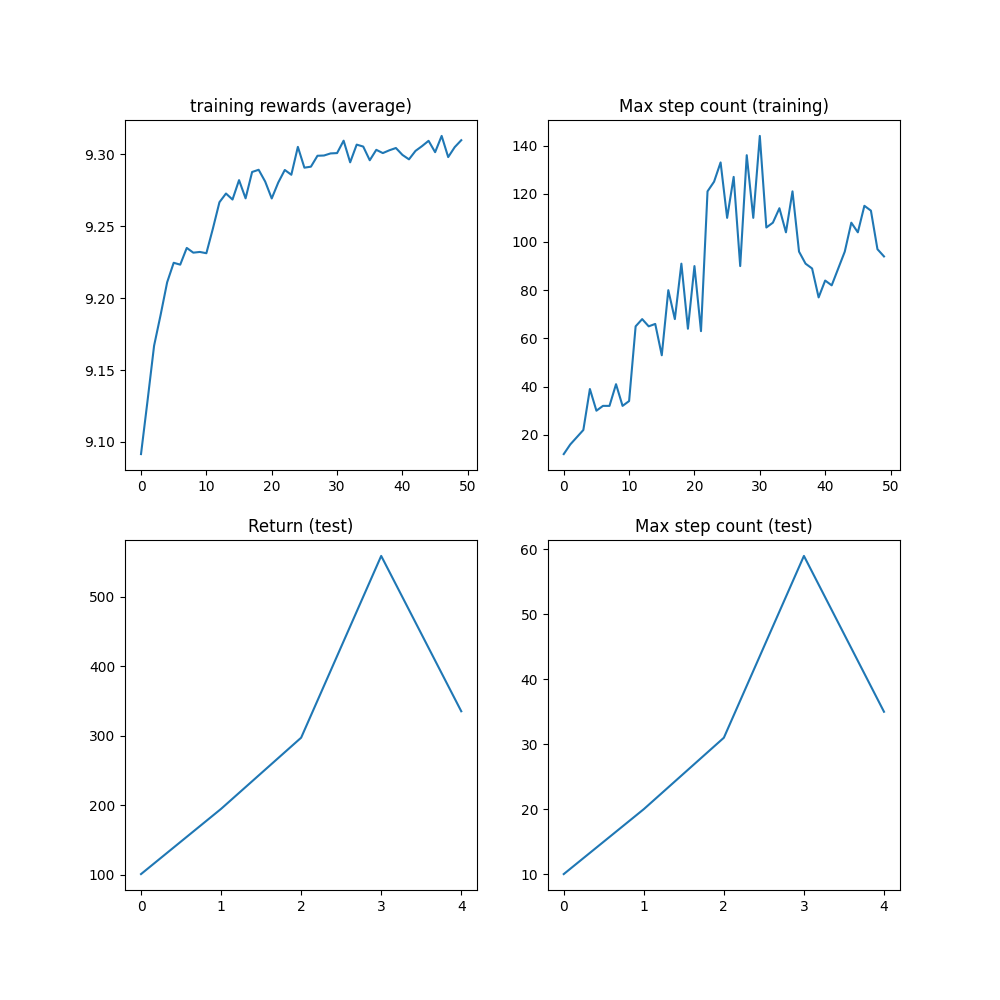 training rewards (average)
9.30
9.25
9.20
9.15
9.10
0 10 20 30 40 50
Max step count (training)
140
120
100
80
60
40
20
0 10 20 30 40 50
Return (test)
500
400
300
200
100
0 1 2 3 4
Max step count (test)
60
50
40
30
20
10
0 1 2 3 4